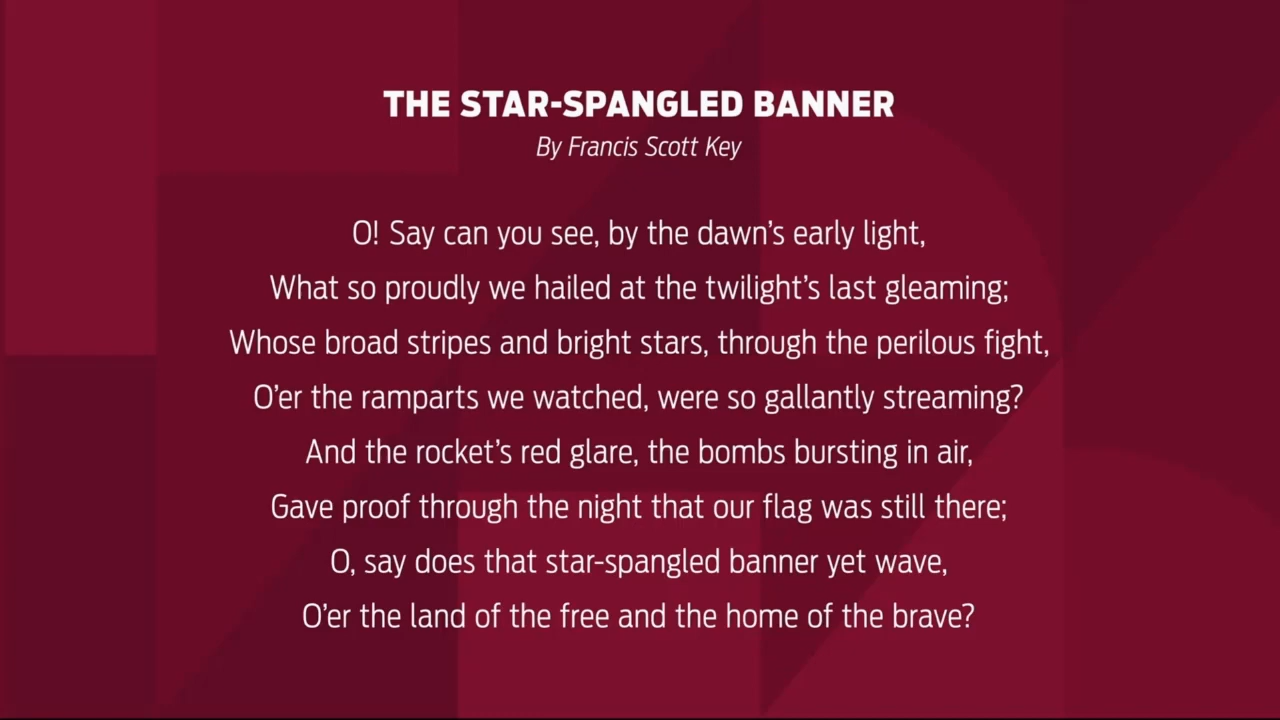 THE STAR-SPANGLED BANNER
By Francis Scott Key
O! Say can you see, by the dawn’s early light,
What so proudly we hailed at the twilight’s last gleaming;
Whose broad stripes and bright stars, through the perilous fight,
O’er the ramparts we watched, were so gallantly streaming?
And the rocket’s red glare, the bombs bursting in air,
Gave proof through the night that our flag was still there;
O, say does that star-spangled banner yet wave,
O’er the land of the free and the home of the brave?